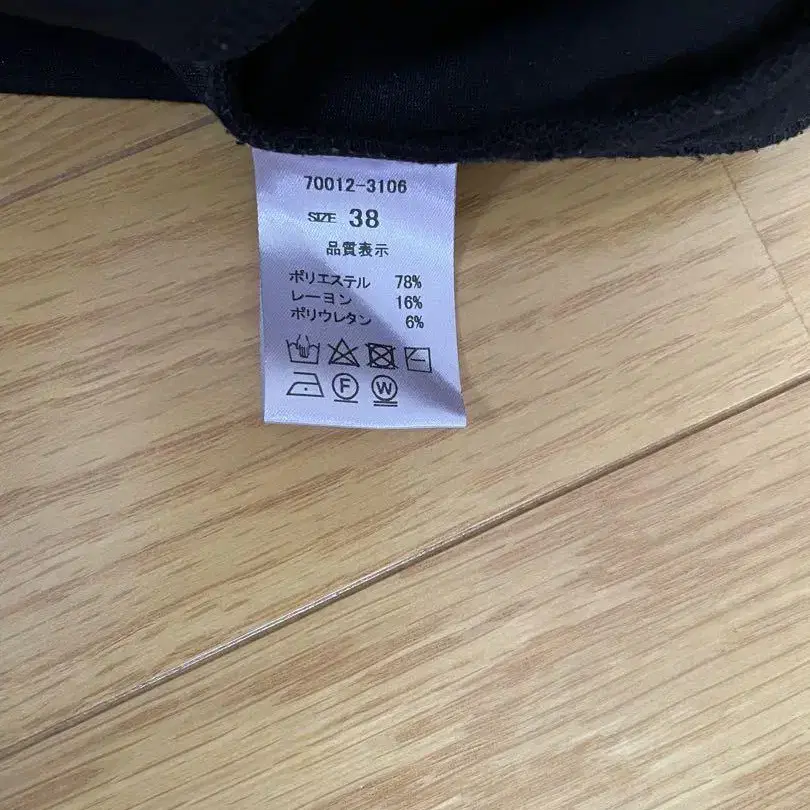 70012-3106
SIZE 38
品質表示
ポリエステル 78%
レーヨン 16%
ポリウレタン 6%
F W